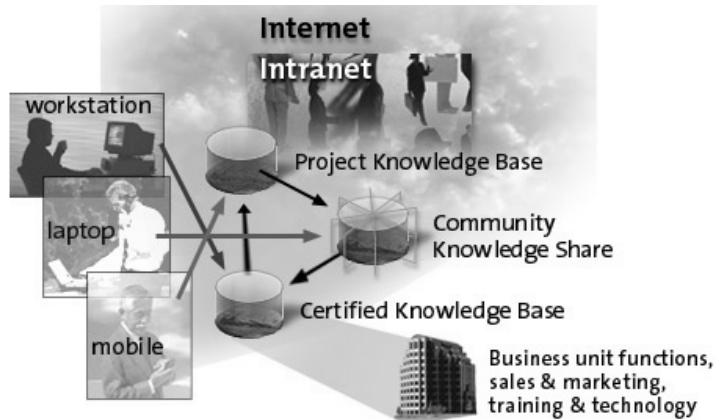 Internet
Intranet
workstation
Project Knowledge Base
laptop
Community
Knowledge Share
Certified Knowledge Base
mobile
Business unit functions,
sales & marketing,
training & technology